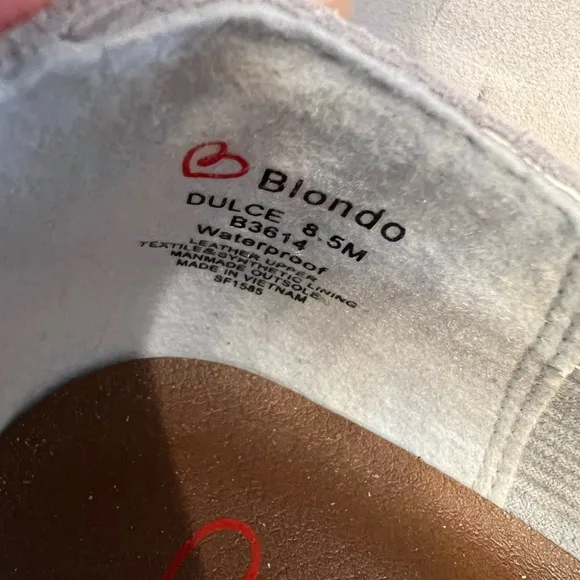 Blondo
DULCE 8.5M
B3614
Waterproof
LEATHER UPPER
TEXTILE&SYNTHETIC LINING
MANMADE OUTSOLE
MADE IN VIETNAM
SF1585